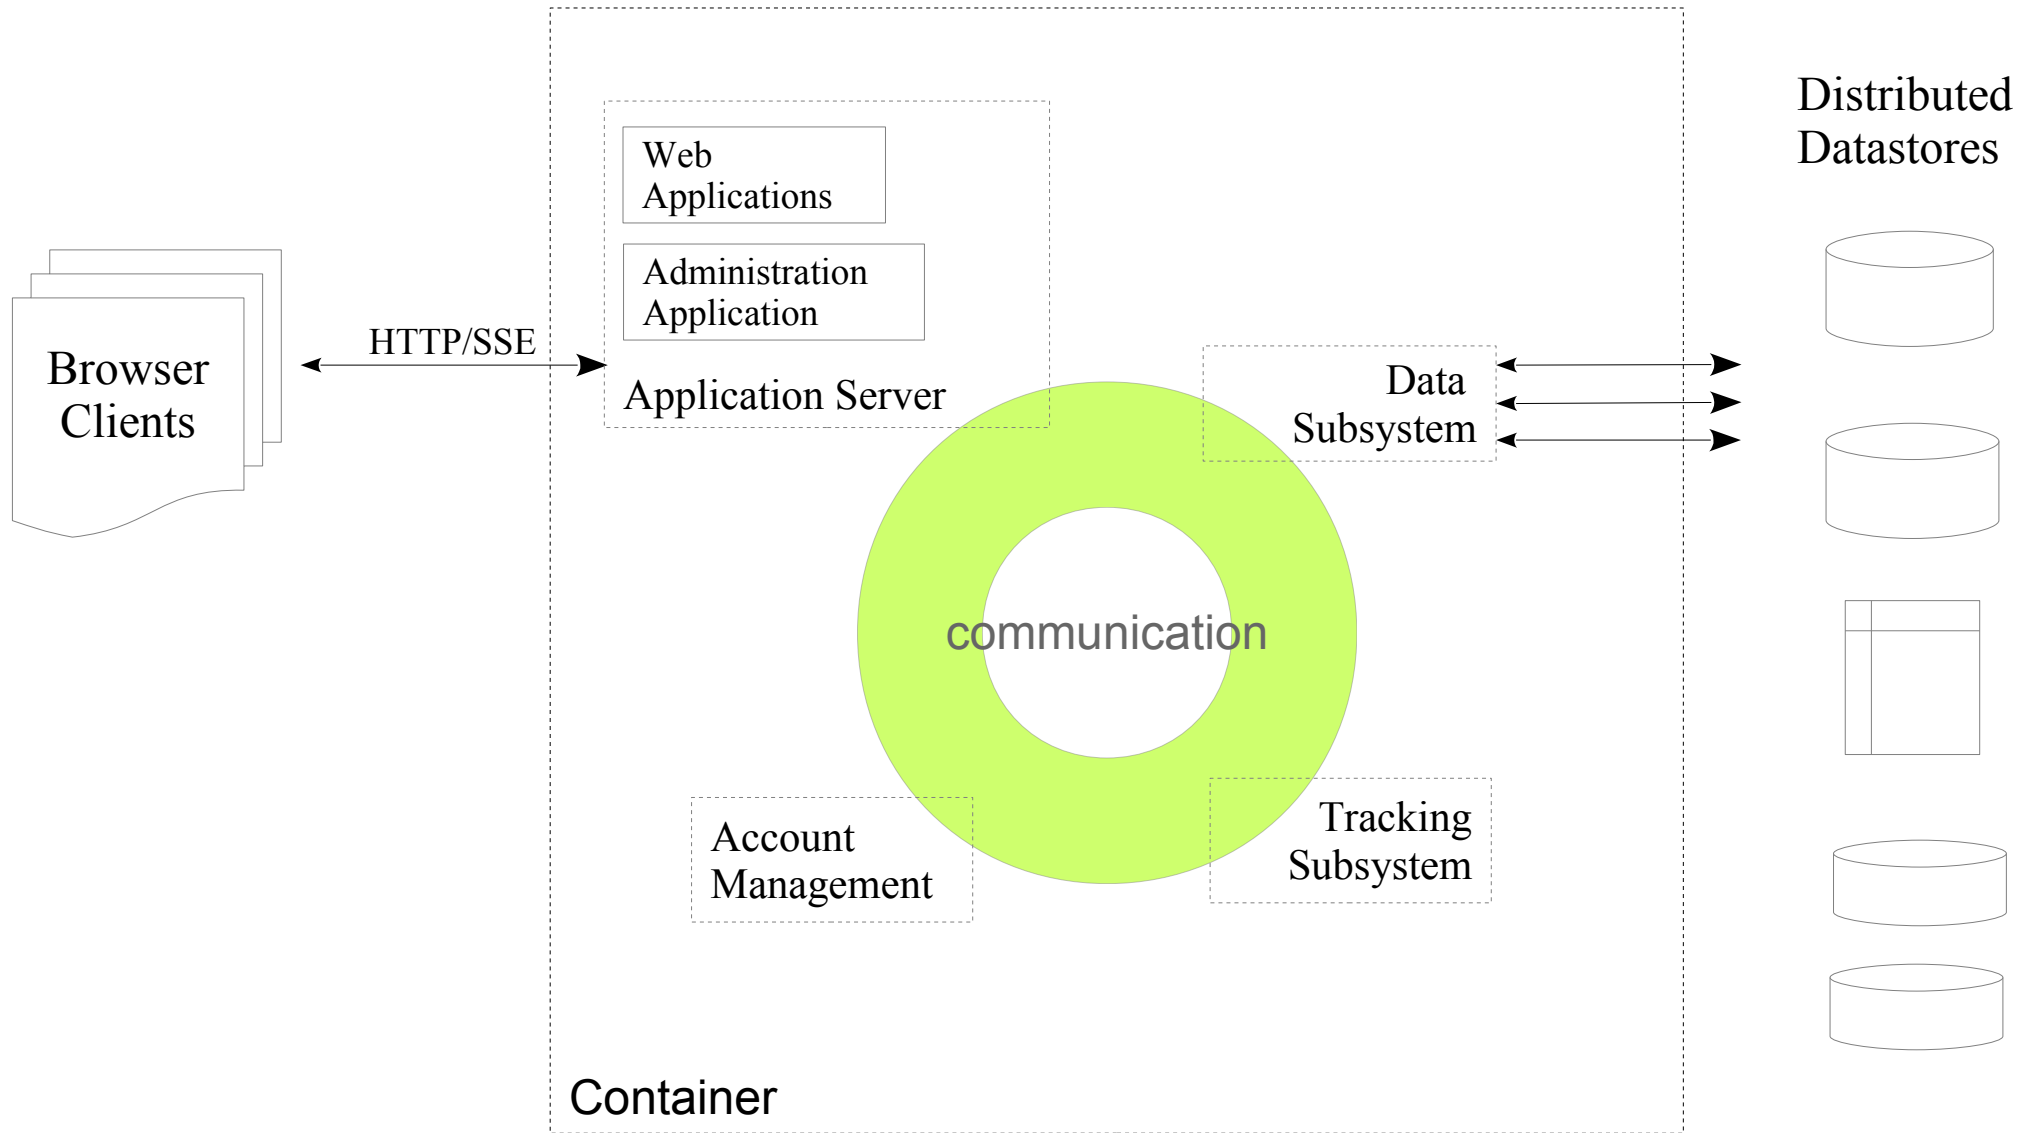 Distributed
Datastores
Web
Applications
Administration
Application
Application Server
HTTP/SSE
Browser
Clients
Data
Subsystem
communication
Account
Management
Tracking
Subsystem
Container